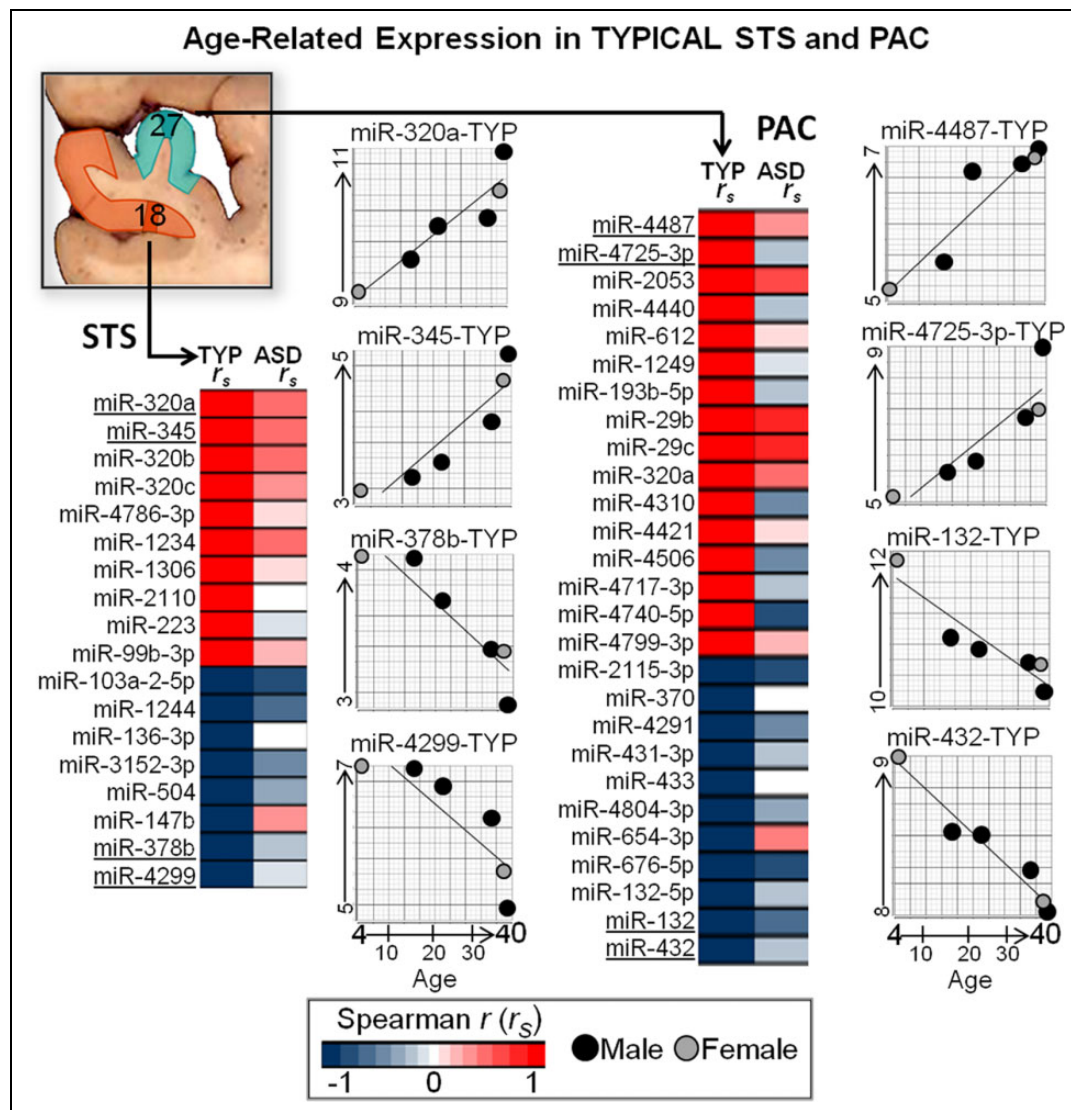 Age-Related Expression in TYPICAL STS and PAC
27
18
STS
TYP ASD
rs rs
miR-320a
miR-345
miR-320b
miR-320c
miR-4786-3p
miR-1234
miR-1306
miR-2110
miR-223
miR-99b-3p
miR-103a-2-5p
miR-1244
miR-136-3p
miR-3152-3p
miR-504
miR-147b
miR-378b
miR-4299
miR-320a-TYP
11
9
miR-345-TYP
5
3
miR-378b-TYP
4
3
miR-4299-TYP
7
5
4 40
10 20 30
Age
PAC
TYP ASD
rs rs
miR-4487
miR-4725-3p
miR-2053
miR-4440
miR-612
miR-1249
miR-193b-5p
miR-29b
miR-29c
miR-320a
miR-4310
miR-4421
miR-4506
miR-4717-3p
miR-4740-5p
miR-4799-3p
miR-2115-3p
miR-370
miR-4291
miR-431-3p
miR-433
miR-4804-3p
miR-654-3p
miR-676-5p
miR-132-5p
miR-132
miR-432
miR-4487-TYP
7
5
miR-4725-3p-TYP
9
5
miR-132-TYP
12
10
miR-432-TYP
9
8
4 40
10 20 30
Age
Spearman r (rs)
-1 0 1
Male Female